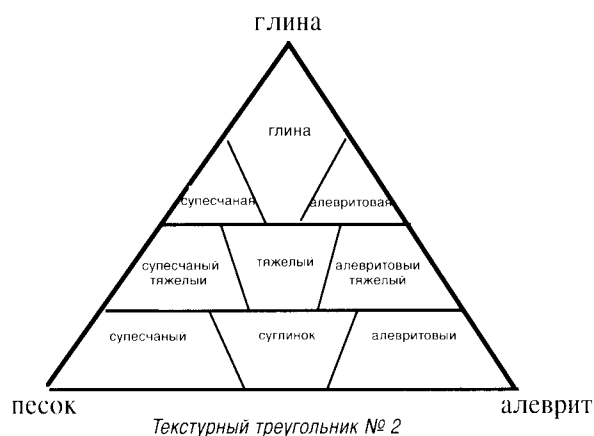 глина
глина
супесчаная
алевритовая
супесчаный
тяжелый
тяжелый
алевритовый
тяжелый
супесчаный
суглинок
алевритовый
песок
алеврит
Текстурный треугольник № 2